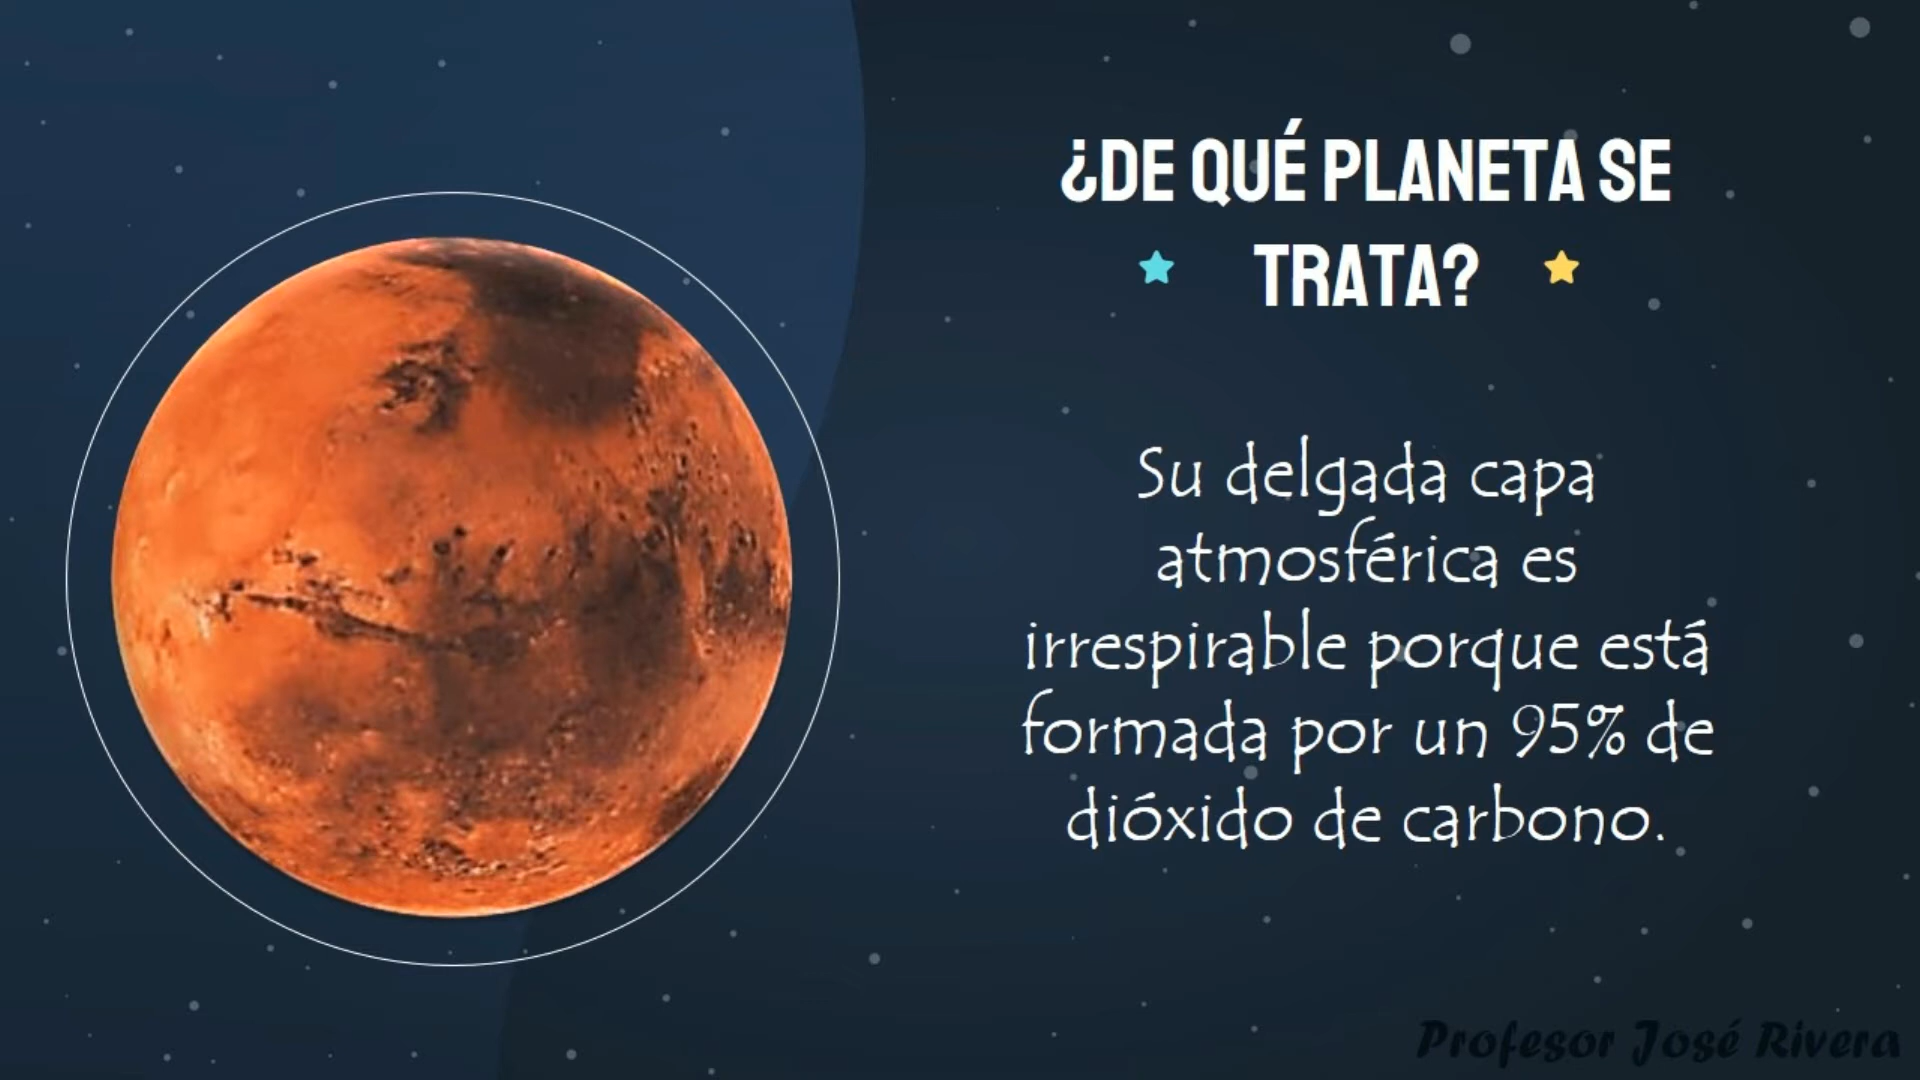 ¿DE QUÉ PLANETA SE
TRATA?
Su delgada capa
atmosférica es
irrespirable porque está
formada por un 95% de
dióxido de carbono.
Profesor José Rivera